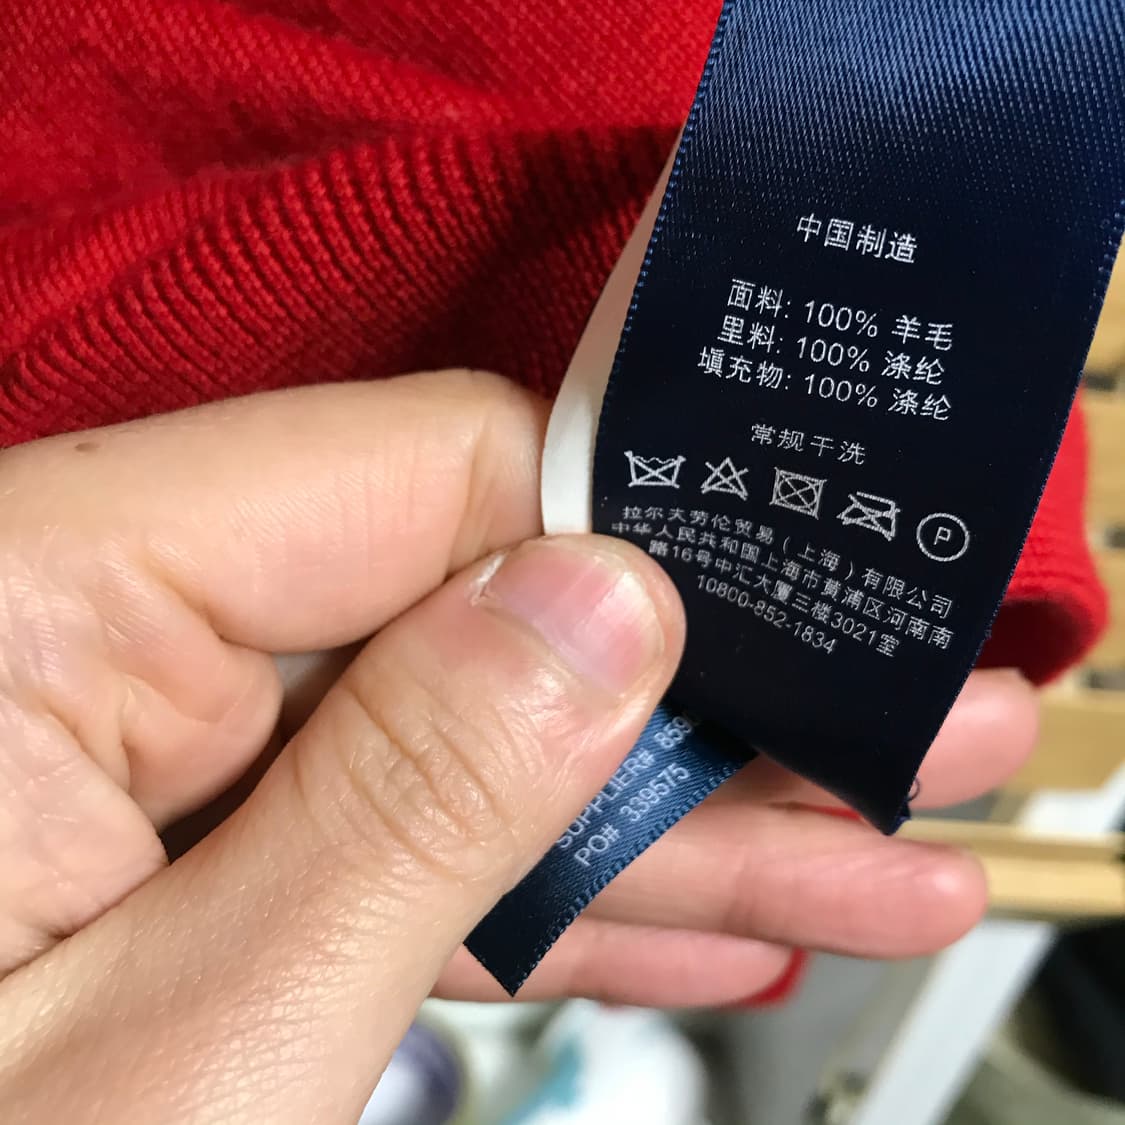 中国制造
面料: 100% 羊毛
里料: 100% 涤纶
填充物: 100% 涤纶
常规干洗
P
拉尔夫劳伦贸易（上海）有限公司
中华人民共和国上海市黄浦区河南南
路16号中汇大厦三楼3021室
10800-852-1834
SUPPLIER#
PO# 339575